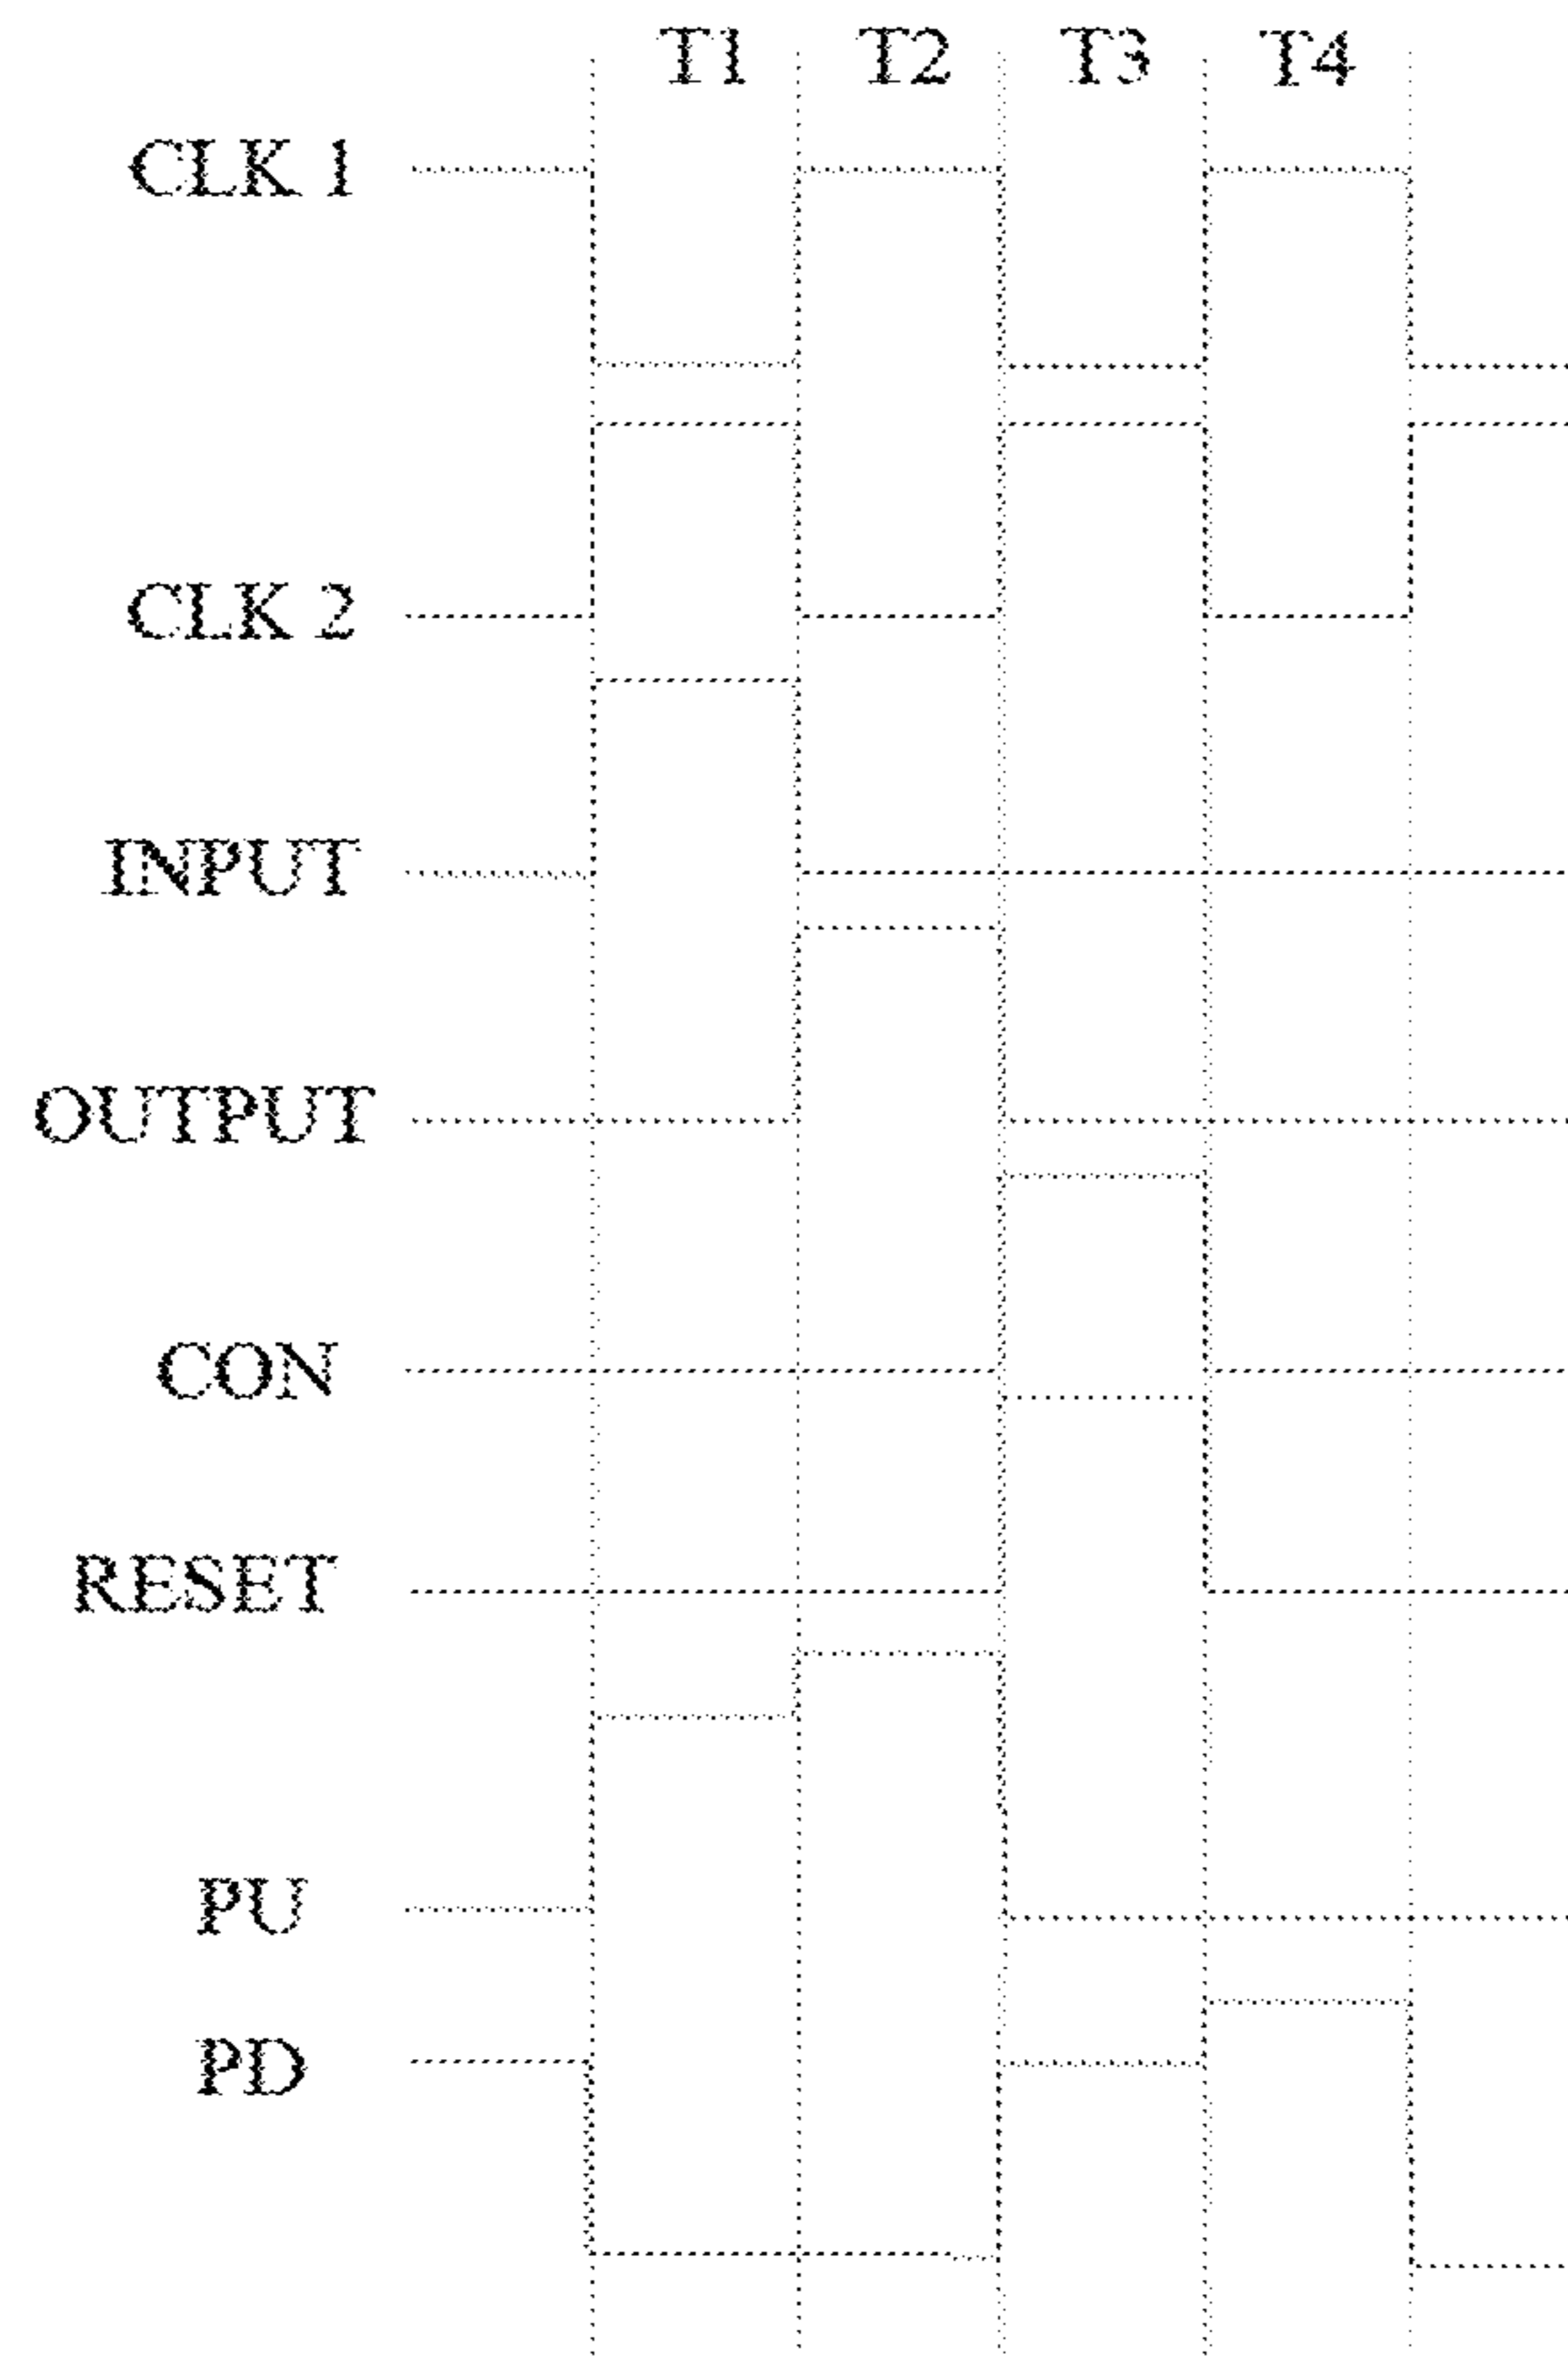 T1 T2 T3 T4
CLK 1
CLK 2
INPUT
OUTPUT
CON
RESET
PU
PD